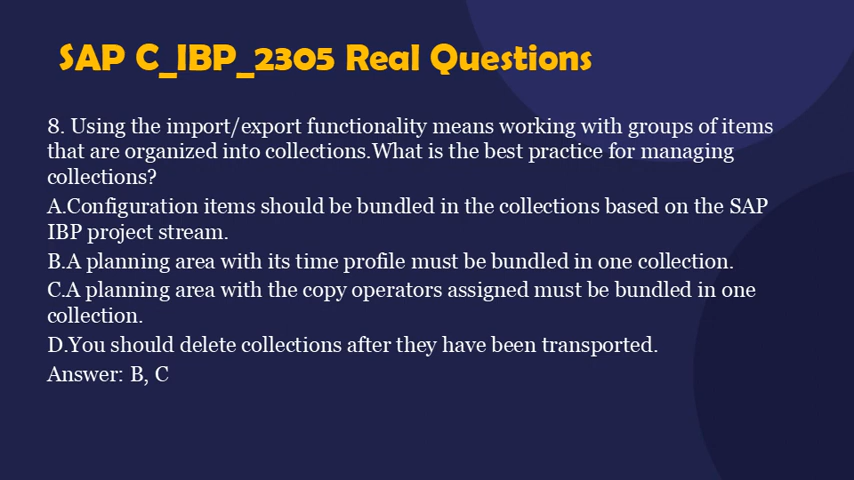 SAP C_IBP_2305 Real Questions
8. Using the import/export functionality means working with groups of items
that are organized into collections.What is the best practice for managing
collections?
A.Configuration items should be bundled in the collections based on the SAP
IBP project stream.
B.A planning area with its time profile must be bundled in one collection.
C.A planning area with the copy operators assigned must be bundled in one
collection.
D.You should delete collections after they have been transported.
Answer: B, C